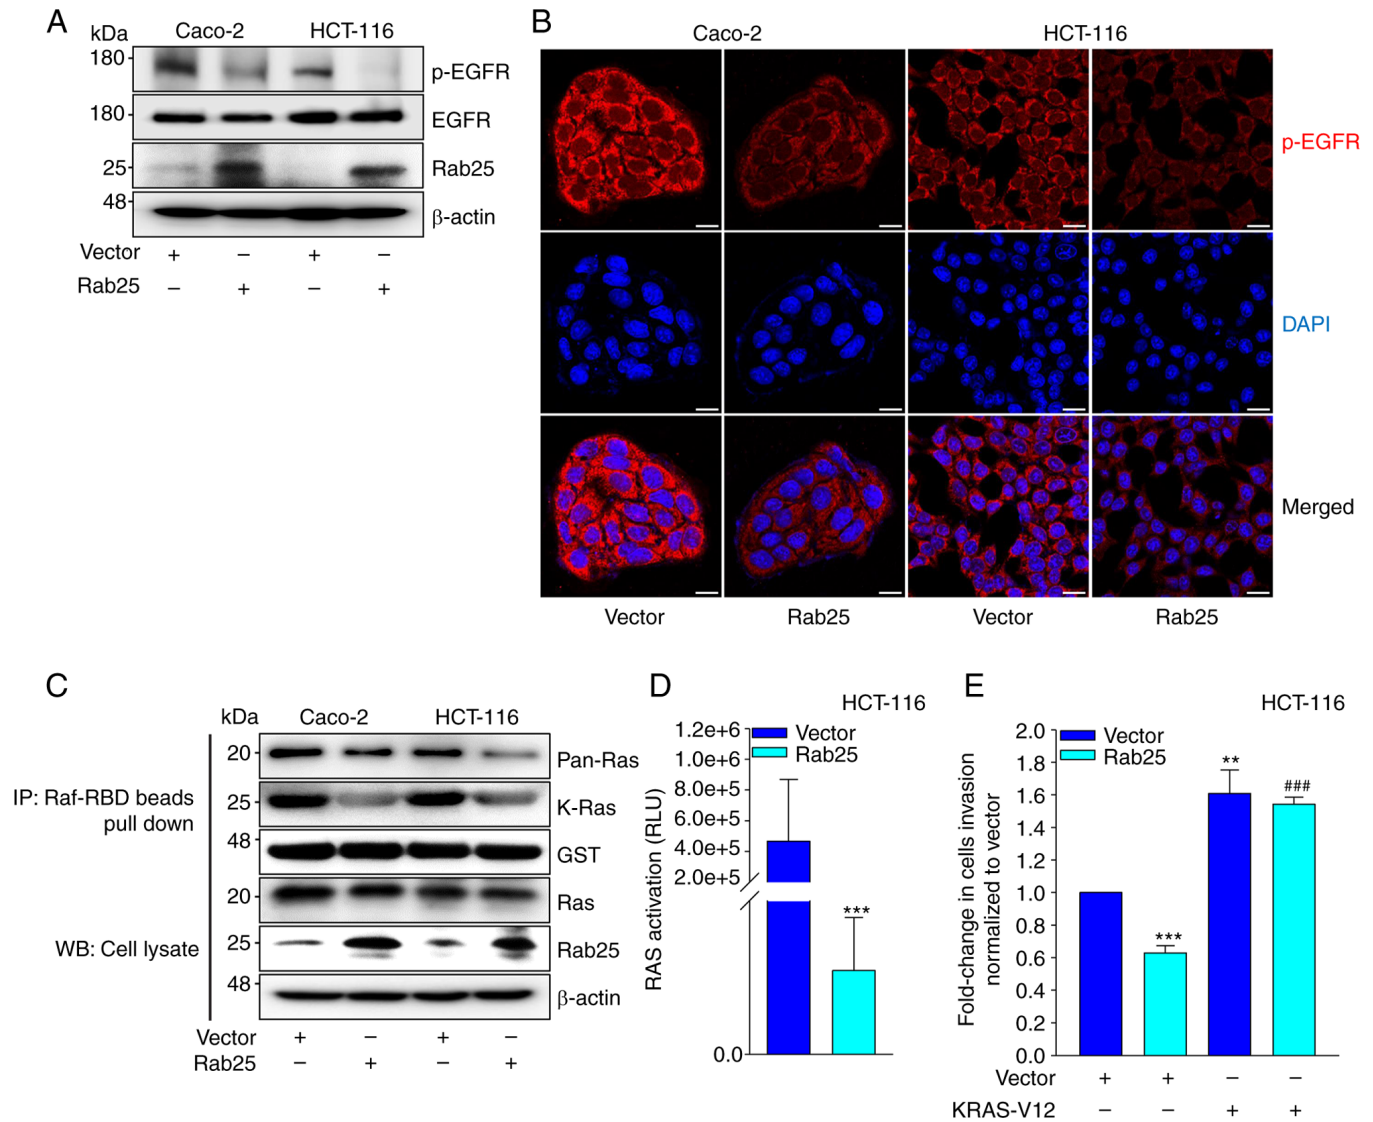 A
kDa
Caco-2
HCT-116
180
p-EGFR
180
EGFR
25
Rab25
48
β-actin
Vector + − + −
Rab25 − + − +
B
Caco-2
HCT-116
p-EGFR
DAPI
Merged
Vector
Rab25
Vector
Rab25
C
kDa
Caco-2
HCT-116
IP: Raf-RBD beads
pull down
20
Pan-Ras
25
K-Ras
48
GST
20
Ras
WB: Cell lysate
25
Rab25
48
β-actin
Vector + − + −
Rab25 − + − +
D
HCT-116
RAS activation (RLU)
1.2e+6
1.0e+6
8.0e+5
6.0e+5
4.0e+5
2.0e+5
0.0
Vector
Rab25
***
E
HCT-116
Fold-change in cells invasion
normalized to vector
2.0
1.8
1.6
1.4
1.2
1.0
0.8
0.6
0.4
0.2
0.0
Vector
Rab25
***
**
###
Vector + + − −
KRAS-V12 − − + +